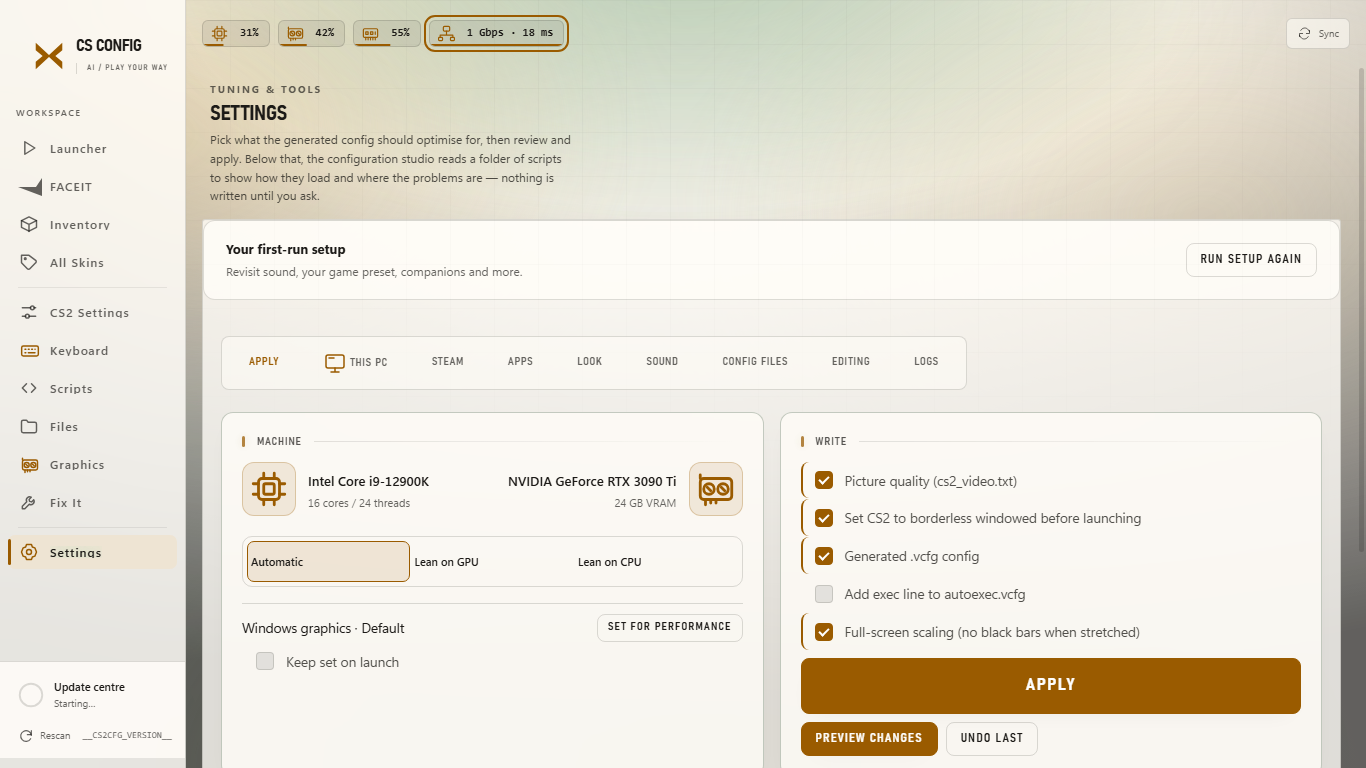 CS CONFIG
AI / PLAY YOUR WAY
WORKSPACE
Launcher
FACEIT
Inventory
All Skins
CS2 Settings
Keyboard
Scripts
Files
Graphics
Fix It
Settings
Update centre
Starting...
Rescan
__CS2CFG_VERSION__
31%
42%
55%
1 Gbps · 18 ms
Sync
TUNING & TOOLS
SETTINGS
Pick what the generated config should optimise for, then review and
apply. Below that, the configuration studio reads a folder of scripts
to show how they load and where the problems are — nothing is
written until you ask.
Your first-run setup
Revisit sound, your game preset, companions and more.
RUN SETUP AGAIN
APPLY
THIS PC
STEAM
APPS
LOOK
SOUND
CONFIG FILES
EDITING
LOGS
MACHINE
Intel Core i9-12900K
16 cores / 24 threads
NVIDIA GeForce RTX 3090 Ti
24 GB VRAM
Automatic
Lean on GPU
Lean on CPU
Windows graphics · Default
SET FOR PERFORMANCE
Keep set on launch
WRITE
Picture quality (cs2_video.txt)
Set CS2 to borderless windowed before launching
Generated .vcfg config
Add exec line to autoexec.vcfg
Full-screen scaling (no black bars when stretched)
APPLY
PREVIEW CHANGES
UNDO LAST